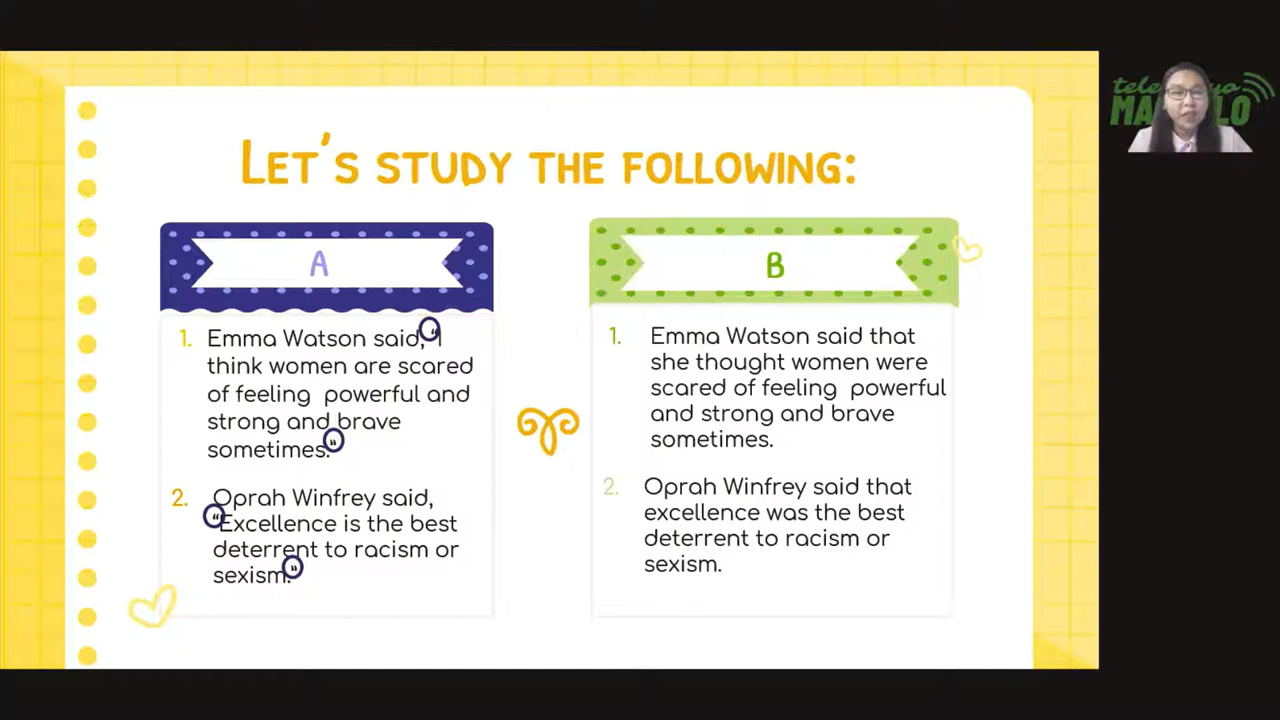 LET'S STUDY THE FOLLOWING:
A
1. Emma Watson said, “I
think women are scared
of feeling powerful and
strong and brave
sometimes.”
2. Oprah Winfrey said,
“Excellence is the best
deterrent to racism or
sexism.”
B
1. Emma Watson said that
she thought women were
scared of feeling powerful
and strong and brave
sometimes.
2. Oprah Winfrey said that
excellence was the best
deterrent to racism or
sexism.